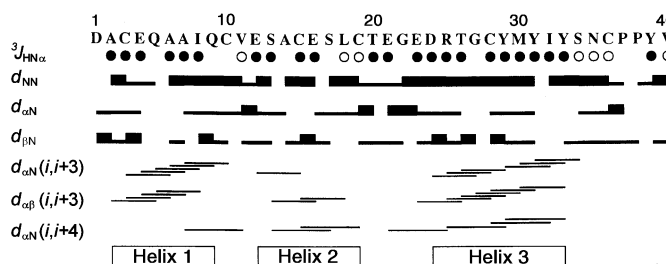 1 10 20 30
DACEQAAIQCVESACESLCTEGEDRTGCYMYIYSNCPPY
³J_HNα
d_NN
d_αN
d_βN
d_αN(i,i+3)
d_αβ(i,i+3)
d_αN(i,i+4)
Helix 1 Helix 2 Helix 3